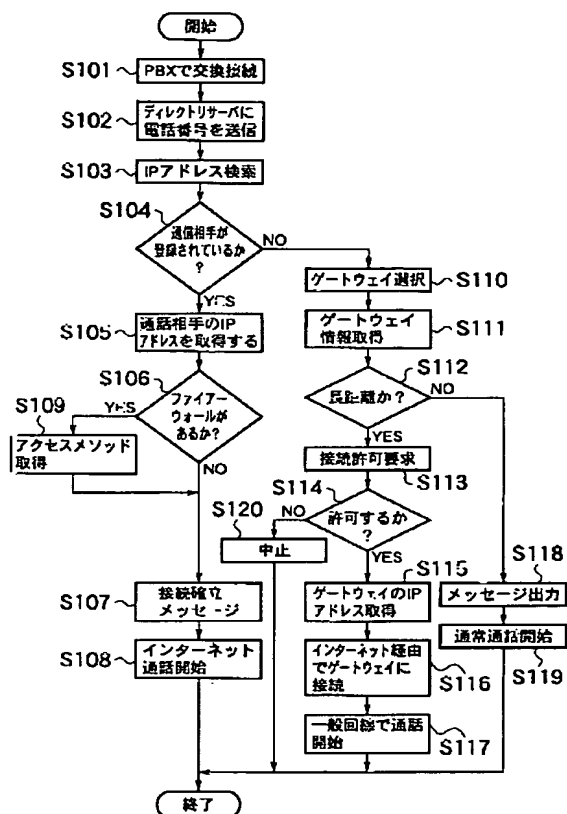 開始
S101
PBXで交換接続
S102
ディレクトリサーバに
電話番号を送信
S103
IPアドレス検索
S104
通信相手が
登録されているか
?
NO
YES
S105
通話相手のIP
アドレスを取得する
S106
ファイアー
ウォールが
あるか?
YES
NO
S109
アクセスメソッド
取得
S107
接続確立
メッセージ
S108
インターネット
通話開始
ゲートウェイ選択
S110
ゲートウェイ
情報取得
S111
S112
長距離か?
NO
YES
接続許可要求
S113
S114
許可するか
?
NO
YES
S120
中止
S115
ゲートウェイのIP
アドレス取得
インターネット経由
でゲートウェイに
接続
S116
一般回線で通話
開始
S117
S118
メッセージ出力
通常通話開始
S119
終了